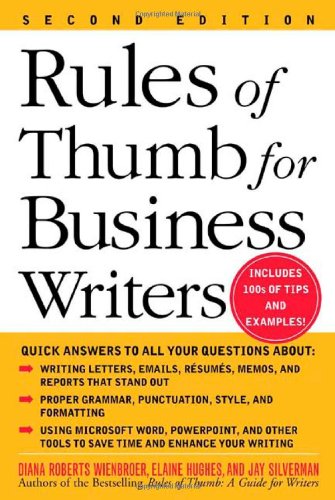 SECOND EDITION
Rules of
Thumb for
Business
Writers
INCLUDES
100s OF TIPS
AND
EXAMPLES!
QUICK ANSWERS TO ALL YOUR QUESTIONS ABOUT:
WRITING LETTERS, EMAILS, RÉSUMÉS, MEMOS, AND
REPORTS THAT STAND OUT
PROPER GRAMMAR, PUNCTUATION, STYLE, AND
FORMATTING
USING MICROSOFT WORD, POWERPOINT, AND OTHER
TOOLS TO SAVE TIME AND ENHANCE YOUR WRITING
DIANA ROBERTS WIENBROER, ELAINE HUGHES, AND JAY SILVERMAN
Authors of the Bestselling Rules of Thumb: A Guide for Writers